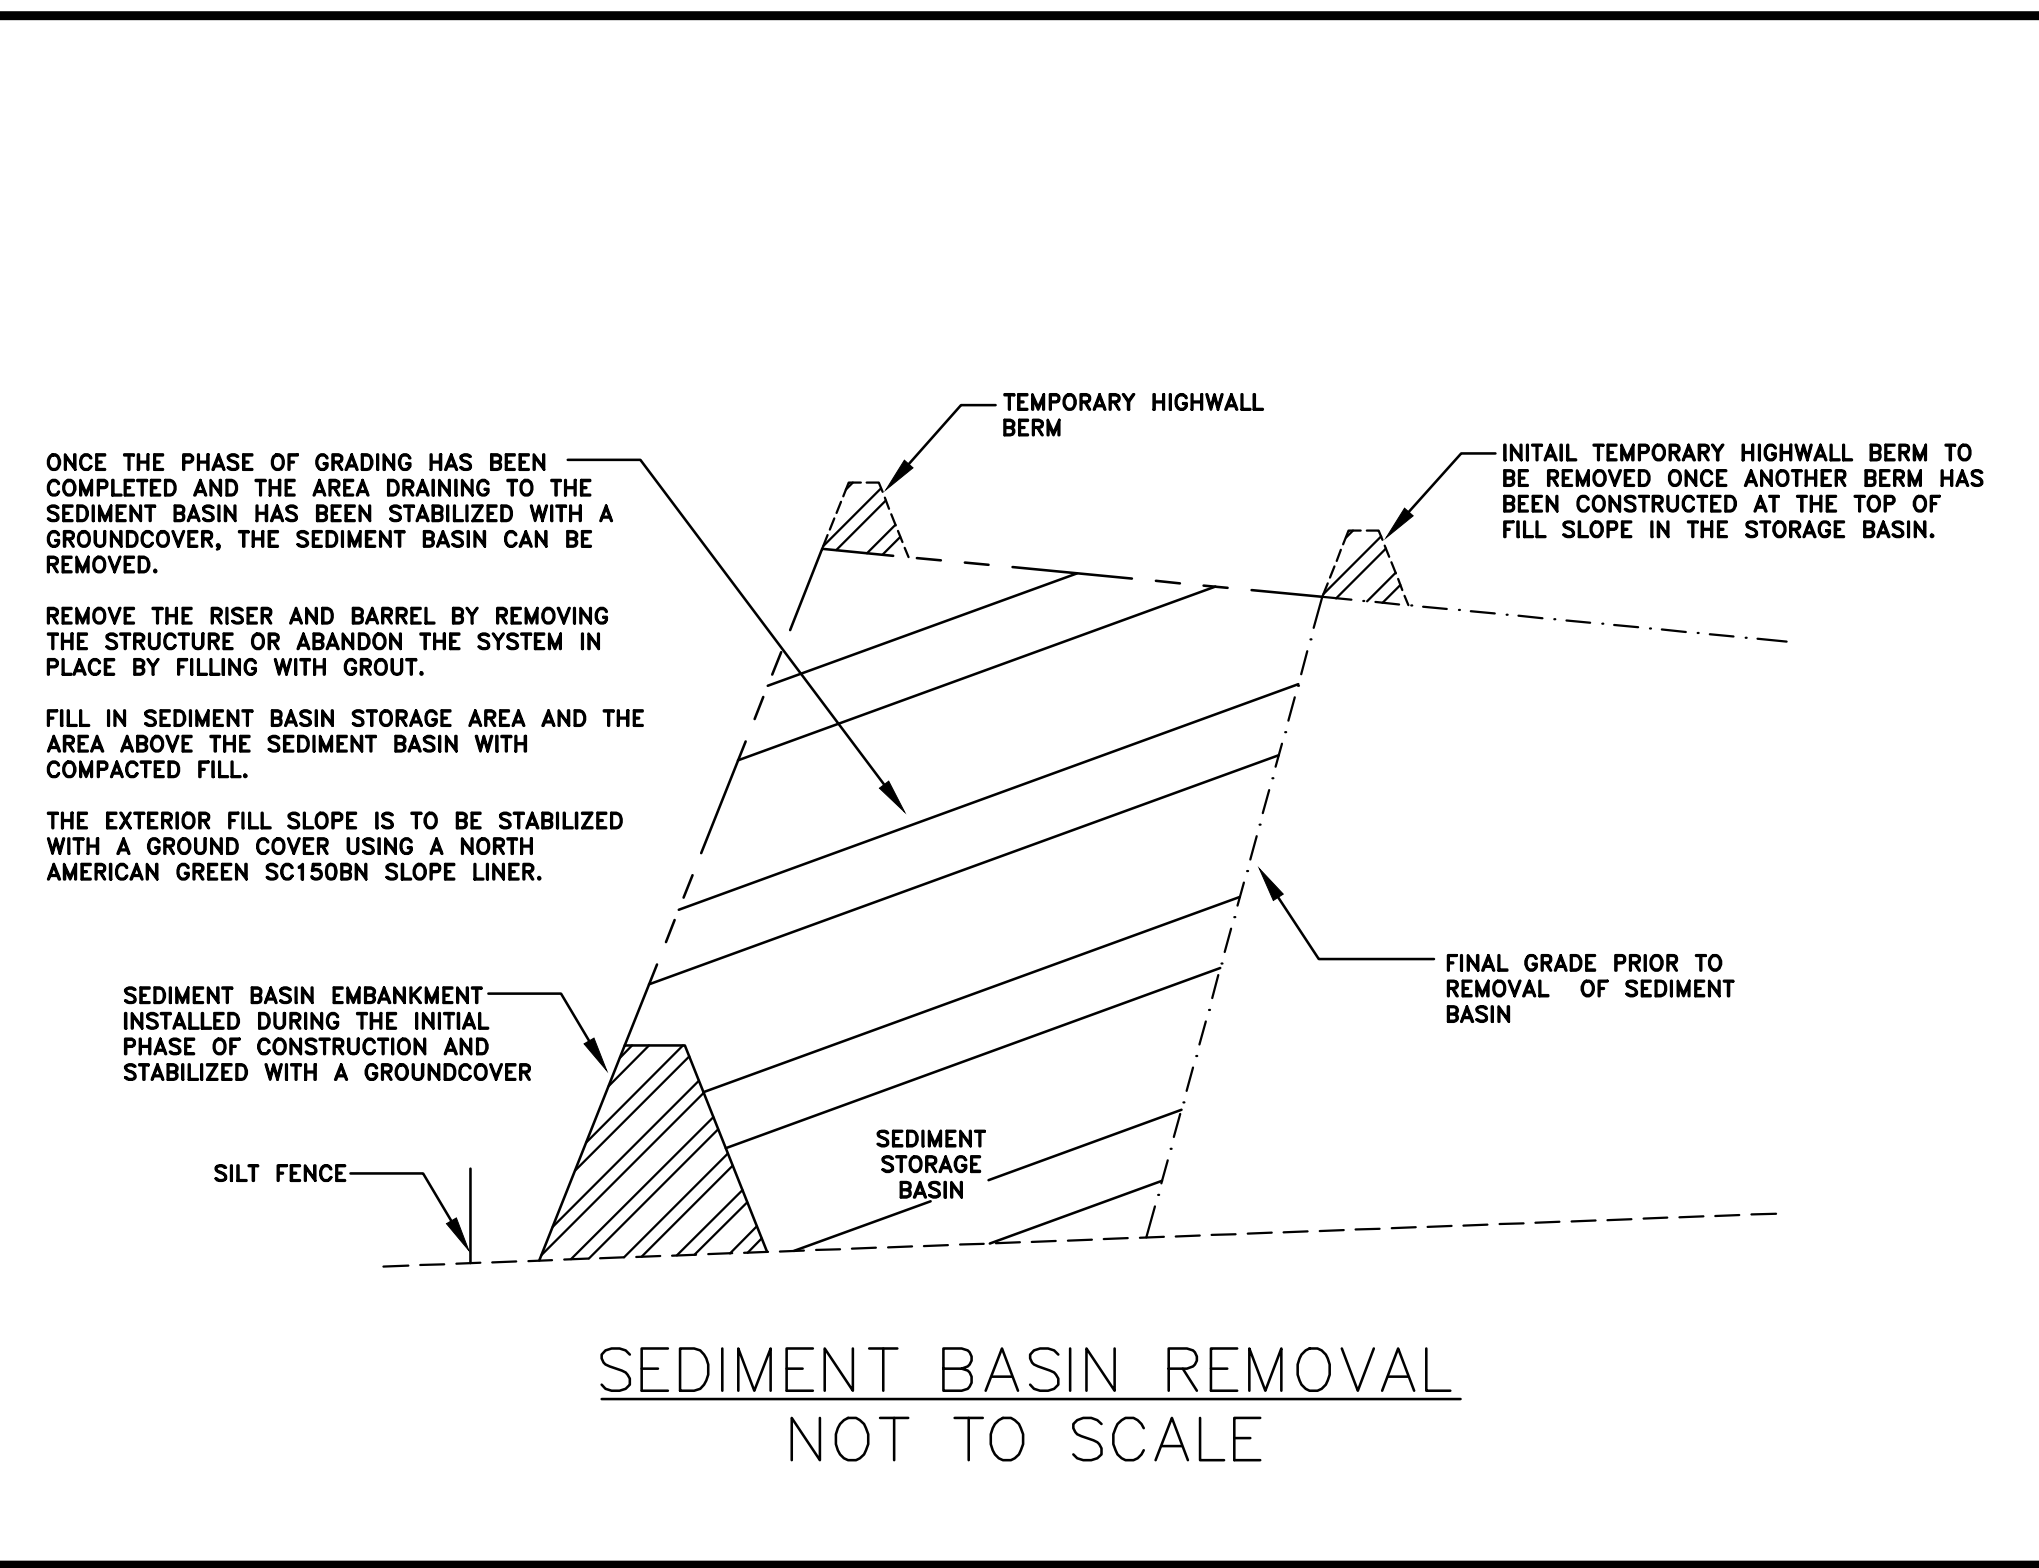 TEMPORARY HIGHWALL
BERM
INITAIL TEMPORARY HIGHWALL BERM TO
BE REMOVED ONCE ANOTHER BERM HAS
BEEN CONSTRUCTED AT THE TOP OF
FILL SLOPE IN THE STORAGE BASIN.
ONCE THE PHASE OF GRADING HAS BEEN
COMPLETED AND THE AREA DRAINING TO THE
SEDIMENT BASIN HAS BEEN STABILIZED WITH A
GROUNDCOVER, THE SEDIMENT BASIN CAN BE
REMOVED.
REMOVE THE RISER AND BARREL BY REMOVING
THE STRUCTURE OR ABANDON THE SYSTEM IN
PLACE BY FILLING WITH GROUT.
FILL IN SEDIMENT BASIN STORAGE AREA AND THE
AREA ABOVE THE SEDIMENT BASIN WITH
COMPACTED FILL.
THE EXTERIOR FILL SLOPE IS TO BE STABILIZED
WITH A GROUND COVER USING A NORTH
AMERICAN GREEN SC150BN SLOPE LINER.
FINAL GRADE PRIOR TO
REMOVAL OF SEDIMENT
BASIN
SEDIMENT BASIN EMBANKMENT
INSTALLED DURING THE INITIAL
PHASE OF CONSTRUCTION AND
STABILIZED WITH A GROUNDCOVER
SEDIMENT
STORAGE
BASIN
SILT FENCE
SEDIMENT BASIN REMOVAL
NOT TO SCALE